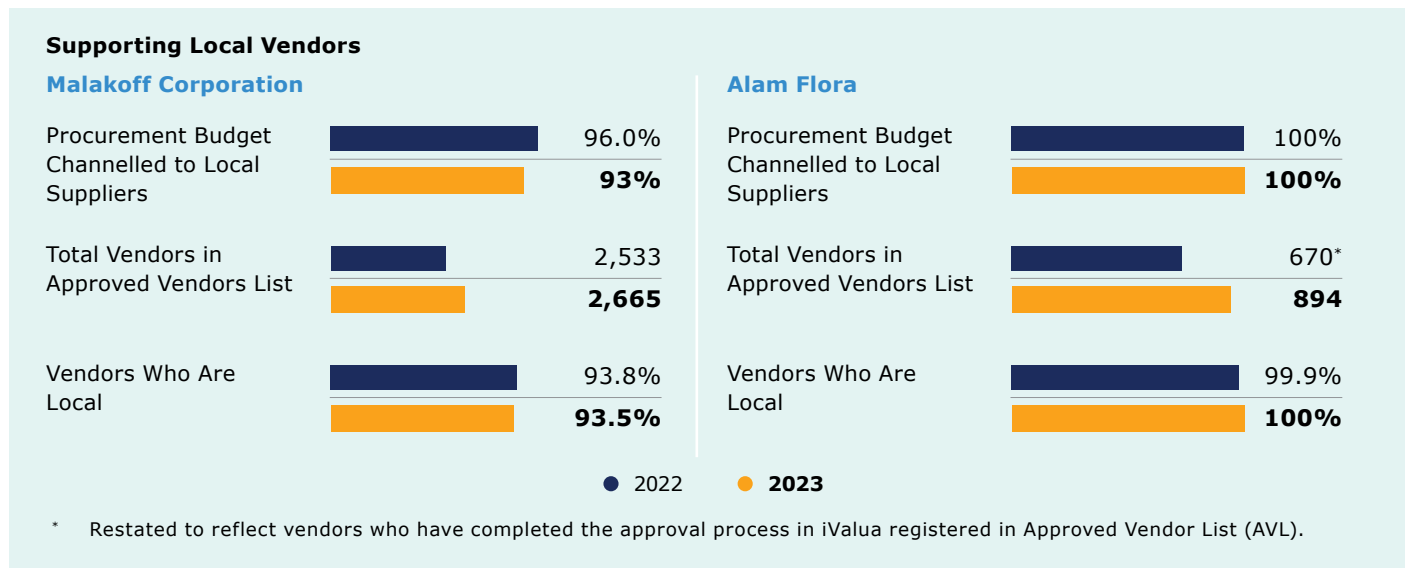 Supporting Local Vendors
Malakoff Corporation
Procurement Budget
Channelled to Local
Suppliers
96.0%
93%
Total Vendors in
Approved Vendors List
2,533
2,665
Vendors Who Are
Local
93.8%
93.5%
Alam Flora
Procurement Budget
Channelled to Local
Suppliers
100%
100%
Total Vendors in
Approved Vendors List
670*
894
Vendors Who Are
Local
99.9%
100%
2022 2023
* Restated to reflect vendors who have completed the approval process in iValua registered in Approved Vendor List (AVL).